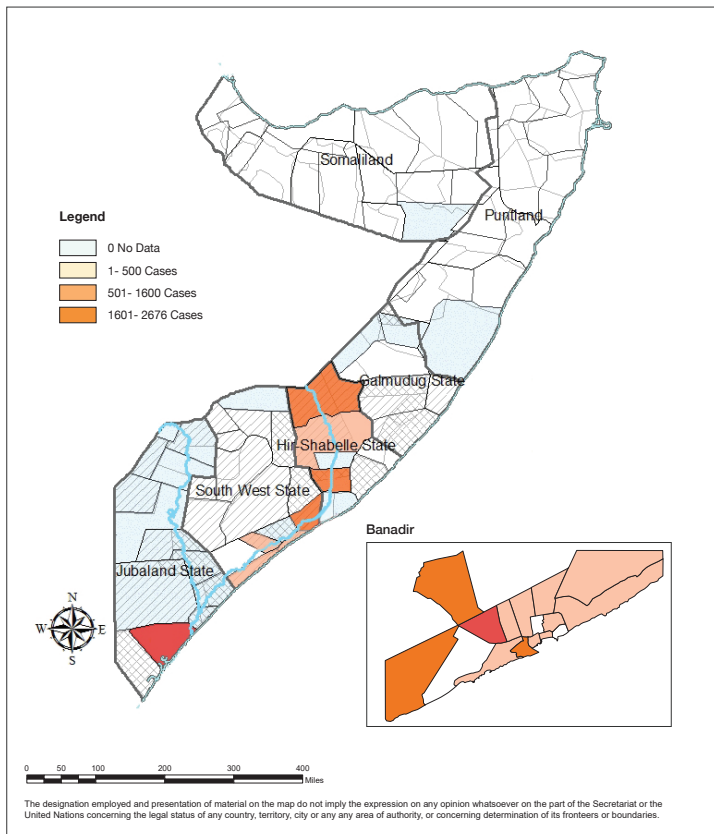 Somaliland
Puntland
Legend
0 No Data
1- 500 Cases
501- 1600 Cases
1601- 2676 Cases
Galmudug State
Hir-Shabelle State
South West State
Banadir
Jubaland State
N
W E
S
0 50 100 200 300 400
Miles
The designation employed and presentation of material on the map do not imply the expression on any opinion whatsoever on the part of the Secretariat or the
United Nations concerning the legal status of any country, territory, city or any any area of authority, or concerning determination of its fronteers or boundaries.